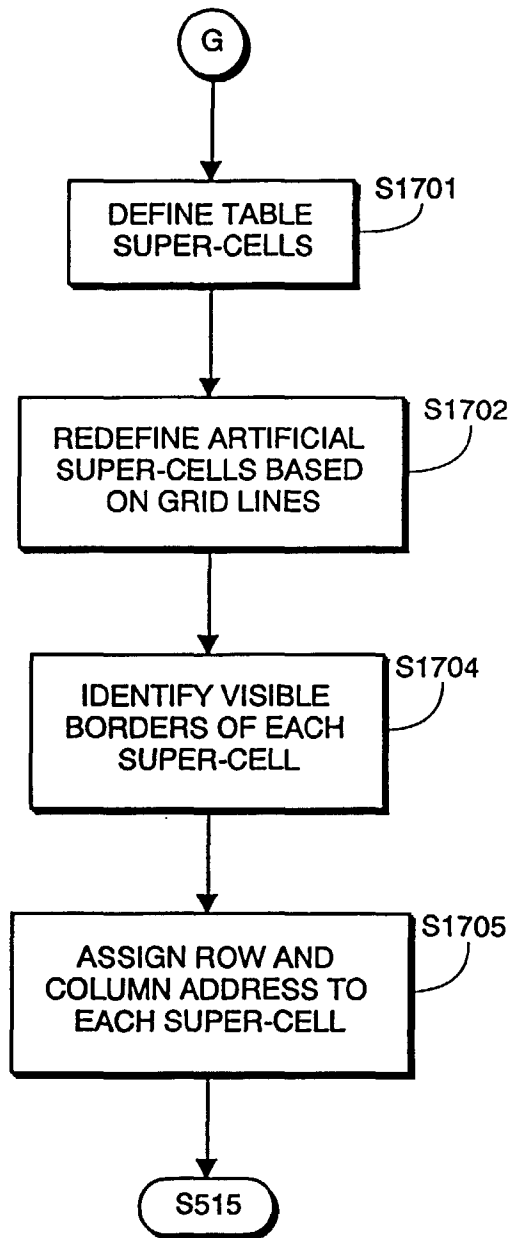 G
S1701
DEFINE TABLE
SUPER-CELLS
S1702
REDEFINE ARTIFICIAL
SUPER-CELLS BASED
ON GRID LINES
S1704
IDENTIFY VISIBLE
BORDERS OF EACH
SUPER-CELL
S1705
ASSIGN ROW AND
COLUMN ADDRESS TO
EACH SUPER-CELL
S515